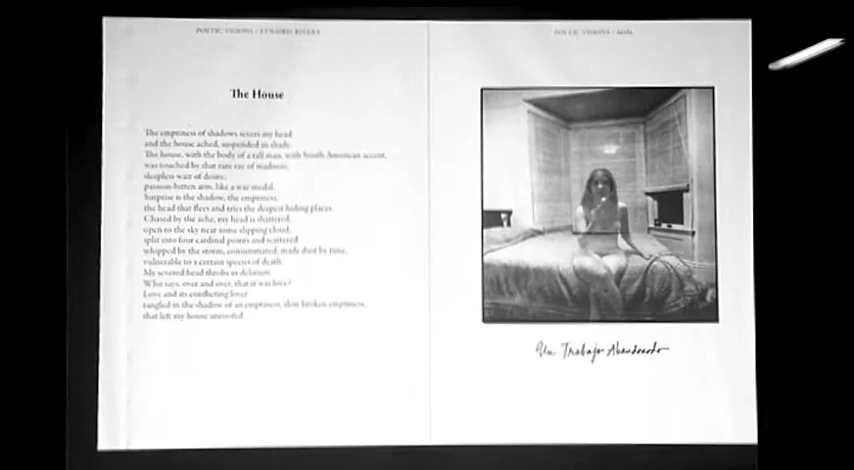 POETIC VISIONS / ETNAIRIS RIVERA
The House
The emptiness of shadows severs my head
and the house ached, suspended in shade.
The house, with the body of a tall man, with South American accent,
was touched by that rare ray of madness,
sleepless wait of desire,
passion-bitten arm, like a war medal.
Surprise is the shadow, the emptiness,
the head that flees and tries the deepest hiding places.
Chased by the ache, my head is shattered,
open to the sky near some slipping cloud,
split into four cardinal points and scattered
whipped by the storm, consummated, made dust by time,
vulnerable to a certain species of death.
My severed head throbs in delirium.
Who says, over and over, that it was love?
Love and its conflicting lover
tangled in the shadow of an emptiness, slow broken emptiness,
that left my house unroofed
POETIC VISIONS /
Un Trabajo Abandonado